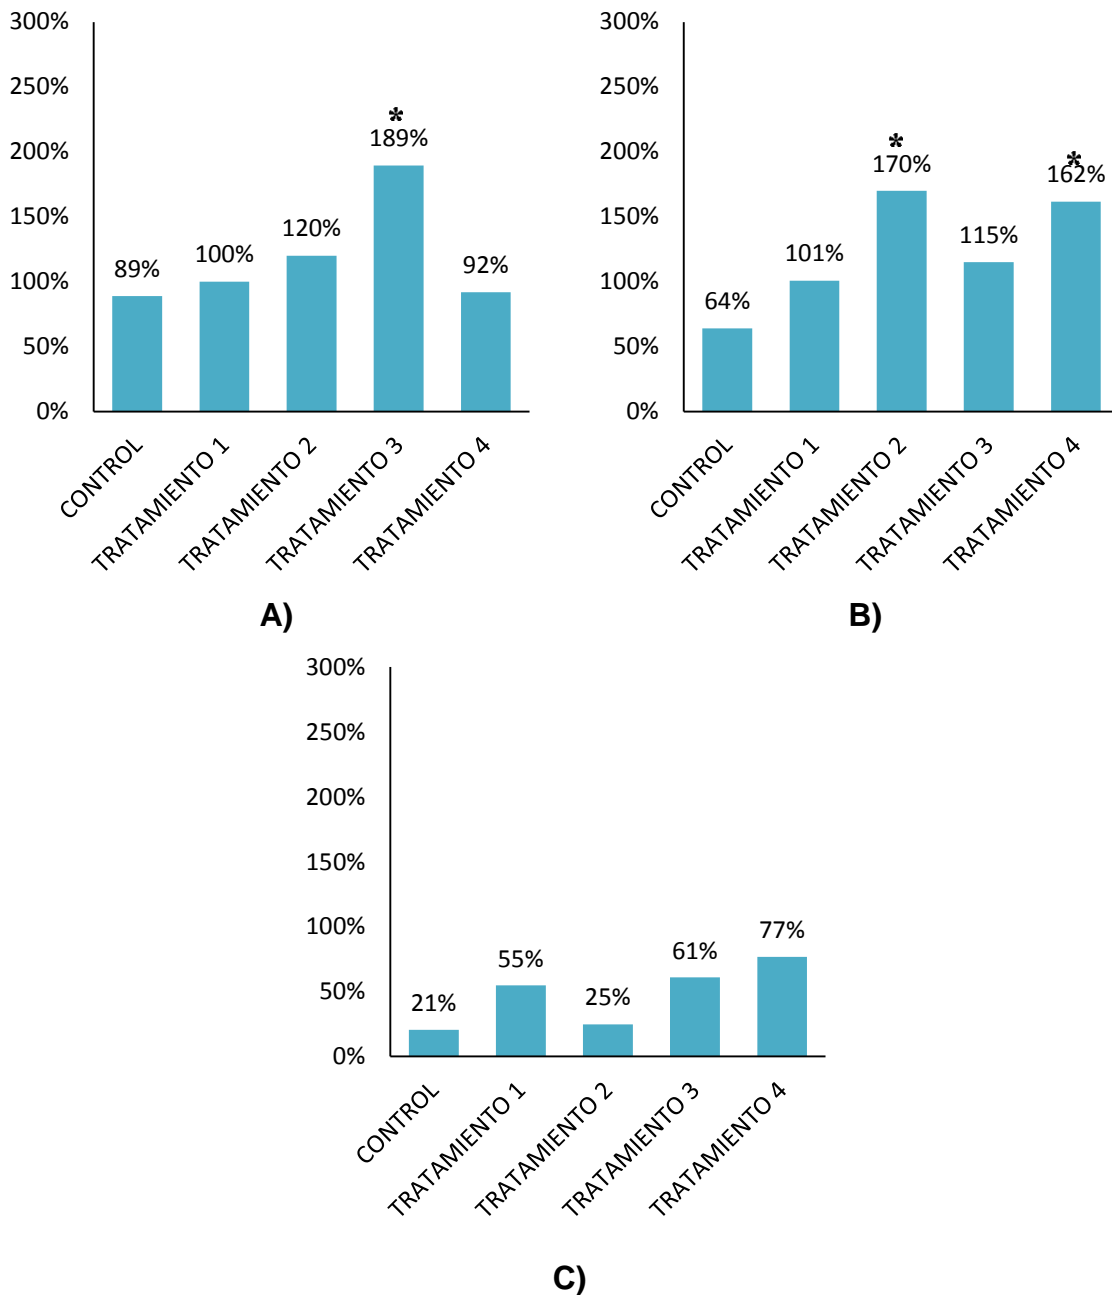 300%
250%
200%
150%
100%
50%
0%
89%
100%
120%
*
189%
92%
CONTROL
TRATAMIENTO 1
TRATAMIENTO 2
TRATAMIENTO 3
TRATAMIENTO 4
A)
300%
250%
200%
150%
100%
50%
0%
64%
101%
*
170%
115%
*
162%
CONTROL
TRATAMIENTO 1
TRATAMIENTO 2
TRATAMIENTO 3
TRATAMIENTO 4
B)
300%
250%
200%
150%
100%
50%
0%
21%
55%
25%
61%
77%
CONTROL
TRATAMIENTO 1
TRATAMIENTO 2
TRATAMIENTO 3
TRATAMIENTO 4
C)